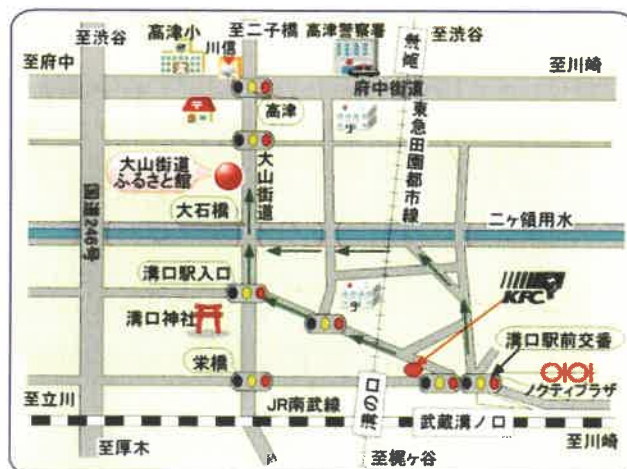 至渋谷
高津小
川信
至二子橋
高津警察署
至渋谷
至府中
至川崎
府中街道
高津
東急田園都市線
大山街道
大山街道
ふるさと館
国道246号
大石橋
二ヶ領用水
溝口駅入口
KFC
溝口神社
溝口駅前交番
栄橋
ノクティプラザ
至立川
JR南武線
武蔵溝ノ口
至川崎
至厚木
至梶ヶ谷